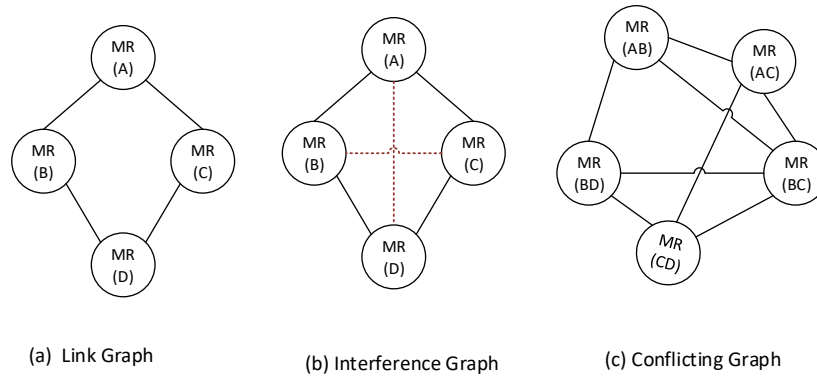 MR
(A)
MR
(B)
MR
(C)
MR
(D)
(a) Link Graph
MR
(A)
MR
(B)
MR
(C)
MR
(D)
(b) Interference Graph
MR
(AB)
MR
(AC)
MR
(BD)
MR
(BC)
MR
(CD)
(c) Conflicting Graph